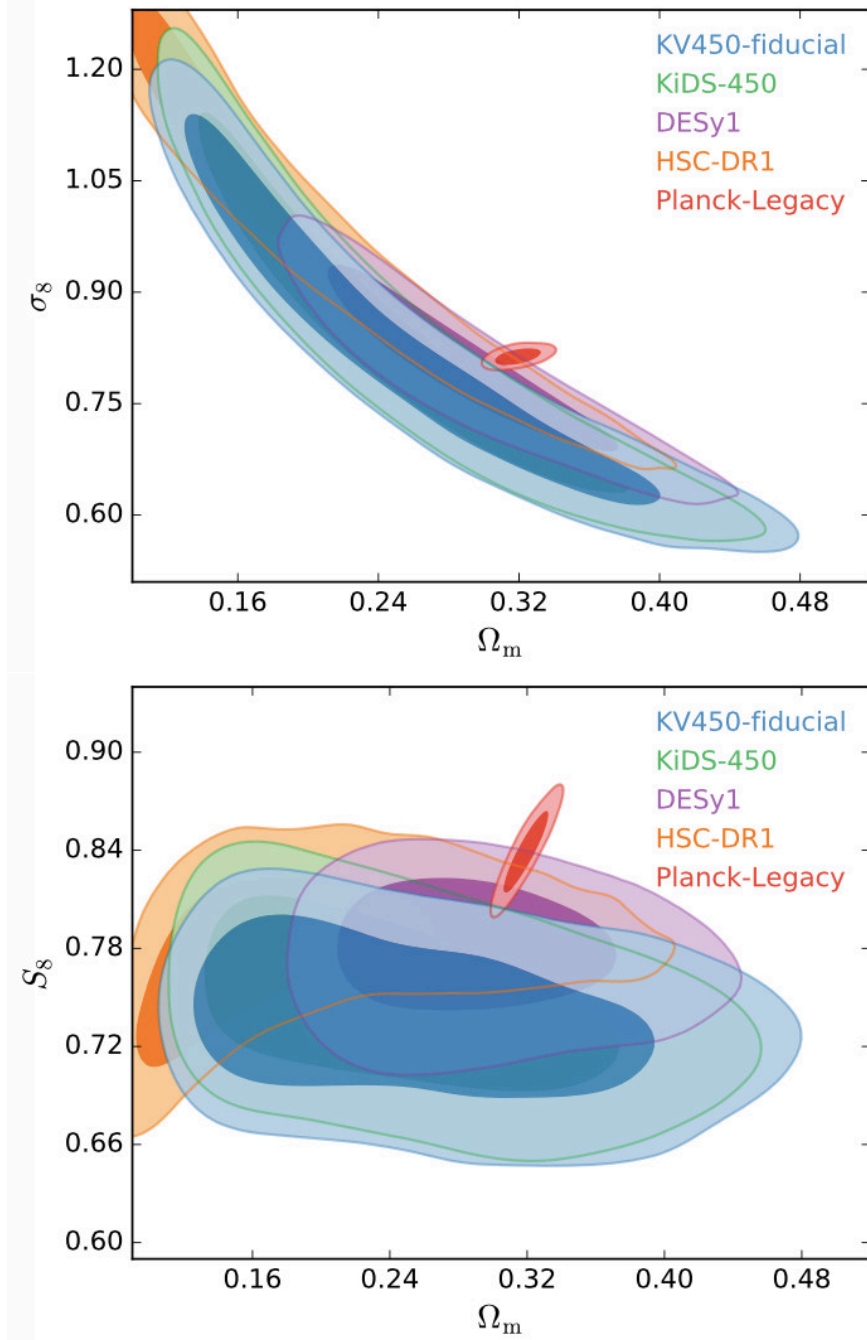 KV450-fiducial
KiDS-450
DESy1
HSC-DR1
Planck-Legacy
1.20
1.05
0.90
0.75
0.60
σ₈
0.16 0.24 0.32 0.40 0.48
Ωₘ
KV450-fiducial
KiDS-450
DESy1
HSC-DR1
Planck-Legacy
0.90
0.84
0.78
0.72
0.66
0.60
S₈
0.16 0.24 0.32 0.40 0.48
Ωₘ